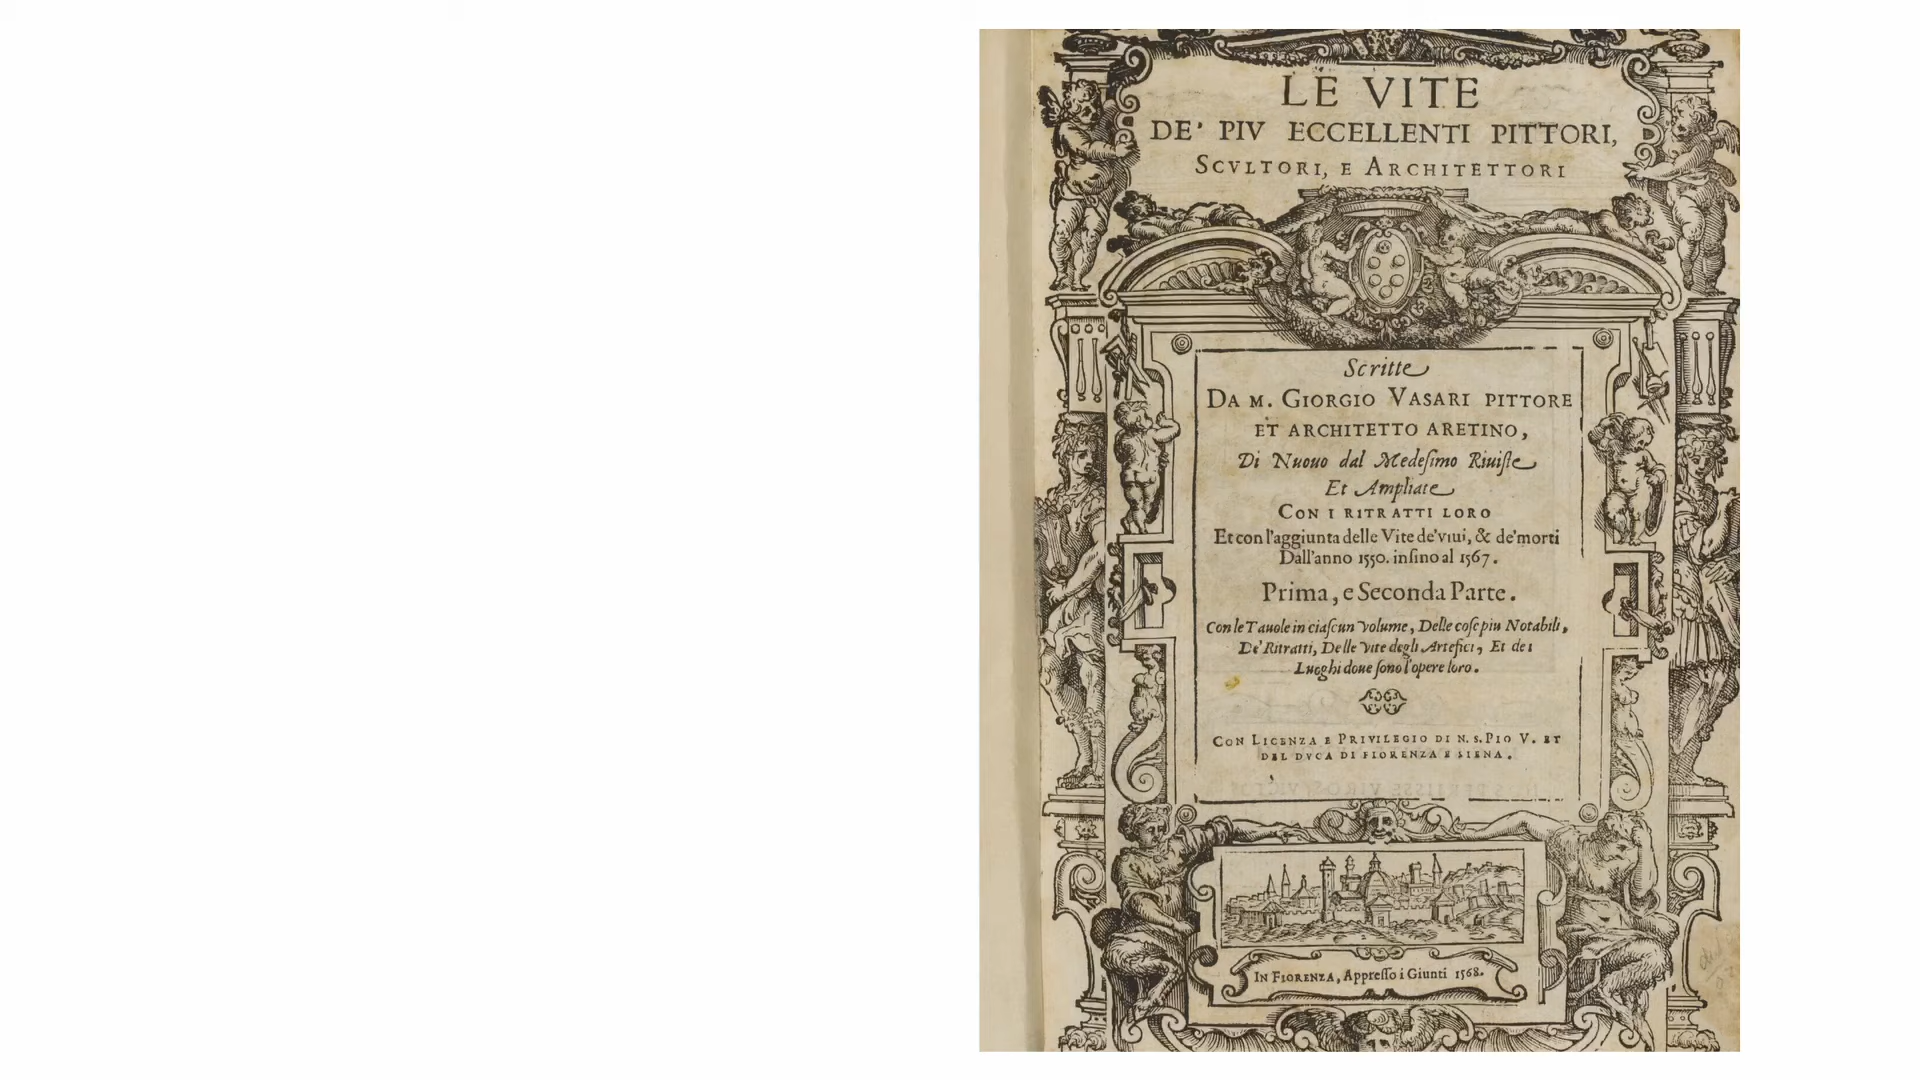 LE VITE
DE' PIV ECCELLENTI PITTORI,
SCVLTORI, E ARCHITETTORI
Scritte
DA M. GIORGIO VASARI PITTORE
ET ARCHITETTO ARETINO,
Di Nuouo dal Medeſimo Riuiſte
Et Ampliate
CON I RITRATTI LORO
Et con l'aggiunta delle Vite de'viui, & de'morti
Dall'anno 1550. inſino al 1567.
Prima, e Seconda Parte.
Con le Tauole in ciaſcun volume, Delle coſe piu Notabili,
De' Ritratti, Delle vite degli Artefici, Et dei
Luoghi doue ſono l'opere loro.
CON LICENZA E PRIVILEGIO DI N. S. PIO V. ET
DEL DVCA DI FIORENZA E SIENA.
IN FIORENZA, Appreſſo i Giunti 1568.